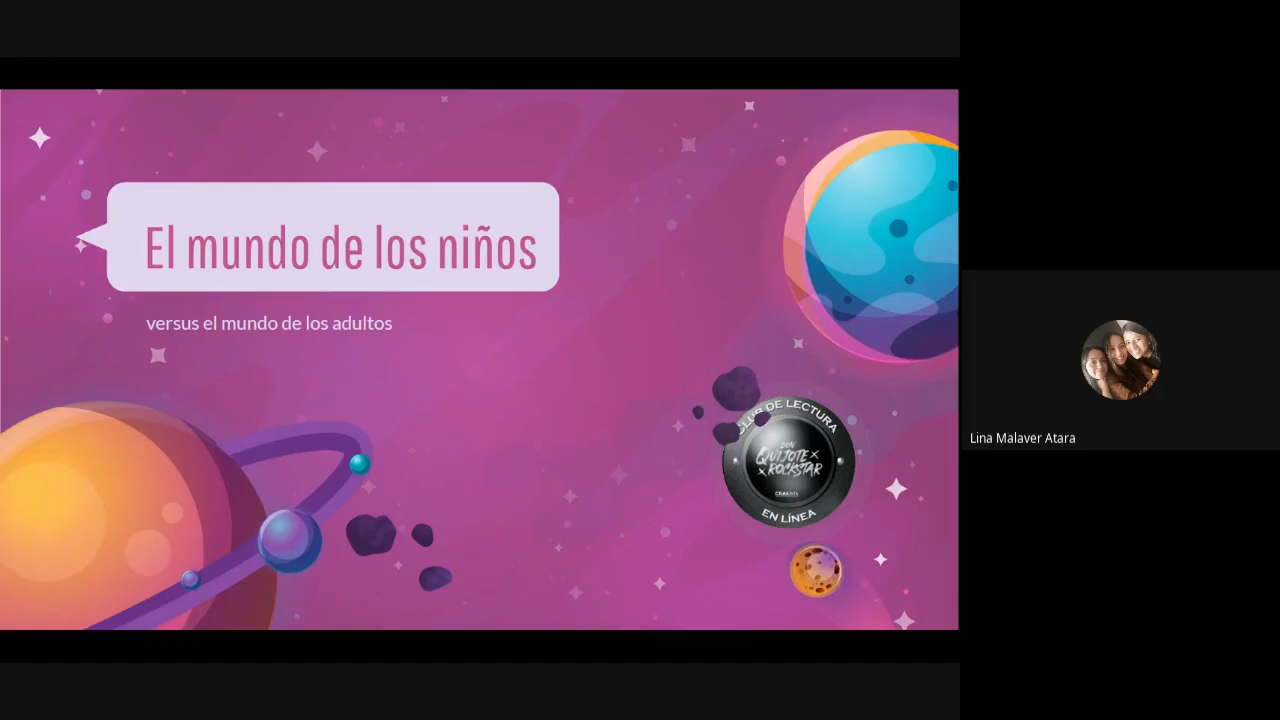 El mundo de los niños
versus el mundo de los adultos
CLUB DE LECTURA
DON
QUIJOTE
ROCKSTAR
EN LÍNEA
Lina Malaver Atara